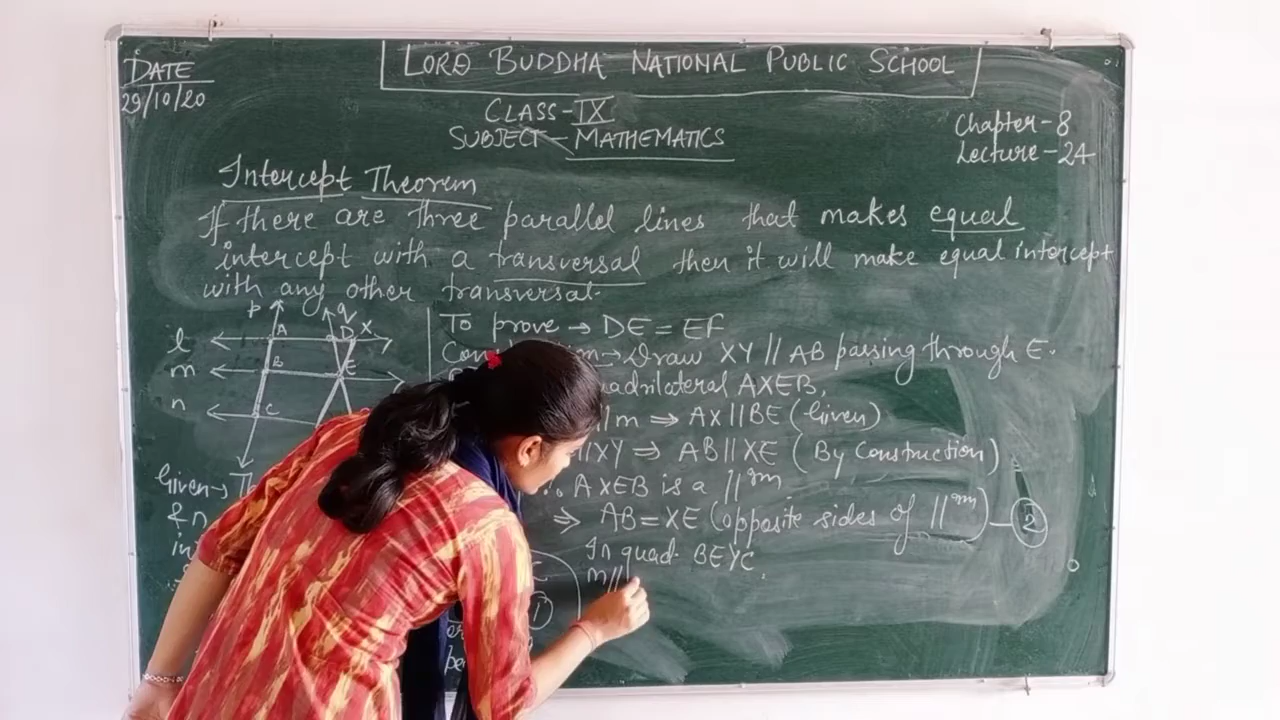 DATE
29/10/20
LORD BUDDHA NATIONAL PUBLIC SCHOOL
CLASS-IX
SUBJECT-MATHEMATICS
Chapter-8
Lecture-24
Intercept Theorem
If there are three parallel lines that makes equal
intercept with a transversal then it will make equal intercept
with any other transversal.
p q
l A D X
m B E
n C
Given→
& n
To prove → DE = EF
→ Draw XY // AB passing through E.
quadrilateral AXEB,
//m ⇒ AX//BE (Given)
//XY ⇒ AB//XE (By Construction)
∴ AXEB is a //gm
⇒ AB=XE (opposite sides of //gm) — 2
In quad. BEYC,
m//